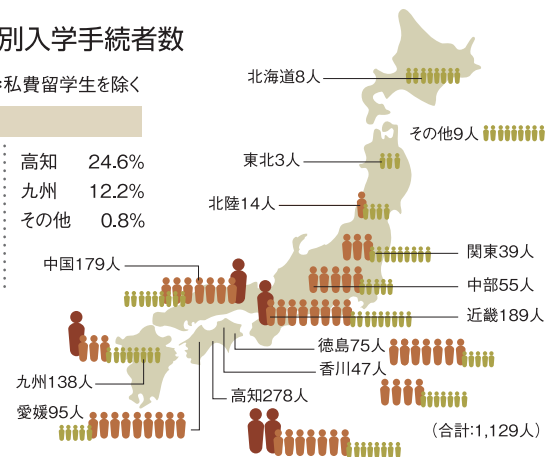 別入学手続者数
私費留学生を除く
高知 24.6%
九州 12.2%
その他 0.8%
北海道8人
その他9人
東北3人
北陸14人
関東39人
中国179人
中部55人
近畿189人
徳島75人
香川47人
九州138人
高知278人
愛媛95人
（合計：1,129人）